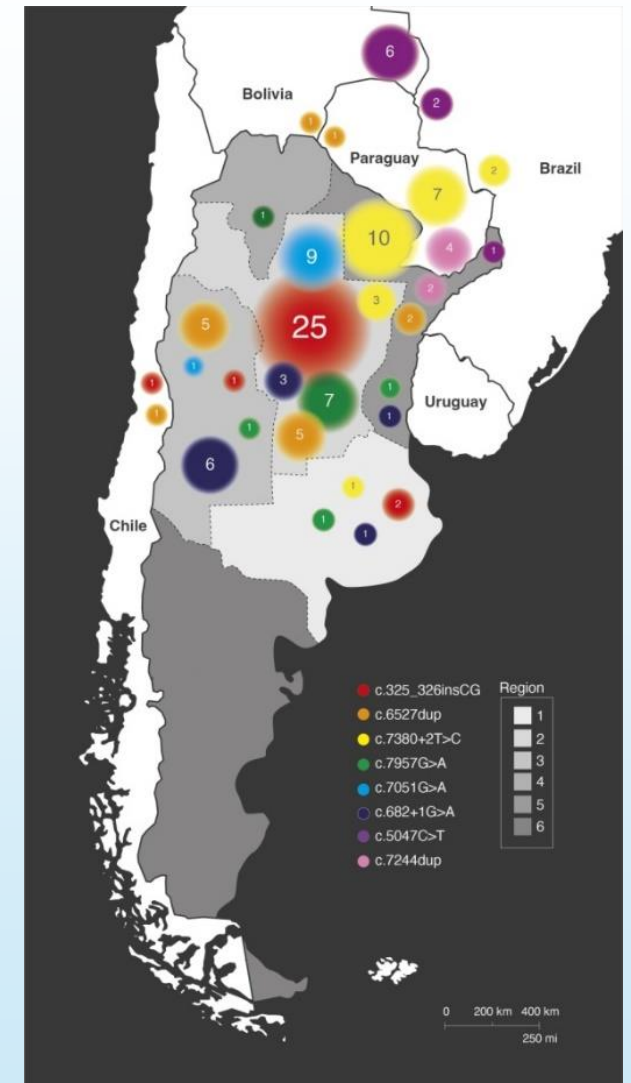 6
Bolivia
2
1
1
Paraguay
Brazil
2
7
1
10
4
1
9
2
3
2
5
25
1
1
1
3
1
7
Uruguay
1
1
1
5
6
1
2
1
1
Chile
c.325_326insCG
c.6527dup
c.7380+2T>C
c.7957G>A
c.7051G>A
c.682+1G>A
c.5047C>T
c.7244dup
Region
1
2
3
4
5
6
0 200 km 400 km
250 mi